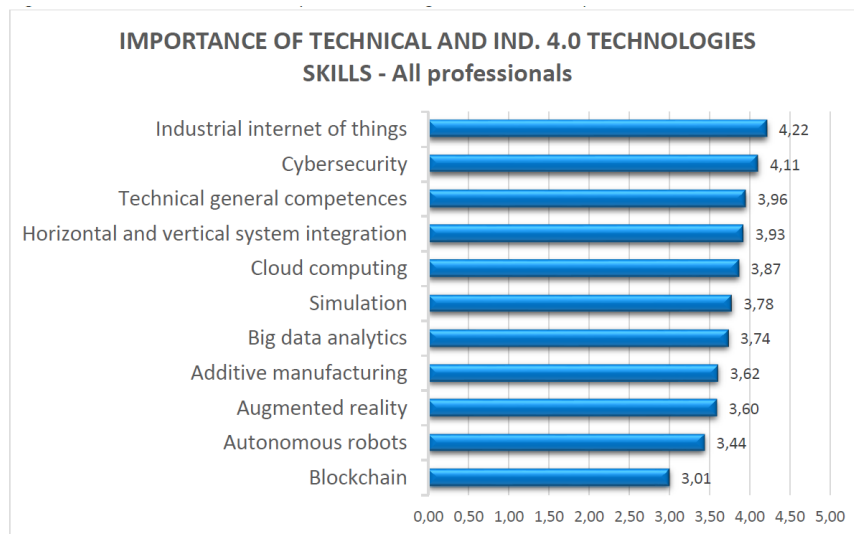 IMPORTANCE OF TECHNICAL AND IND. 4.0 TECHNOLOGIES
SKILLS - All professionals
Industrial internet of things 4,22
Cybersecurity 4,11
Technical general competences 3,96
Horizontal and vertical system integration 3,93
Cloud computing 3,87
Simulation 3,78
Big data analytics 3,74
Additive manufacturing 3,62
Augmented reality 3,60
Autonomous robots 3,44
Blockchain 3,01
0,00 0,50 1,00 1,50 2,00 2,50 3,00 3,50 4,00 4,50 5,00